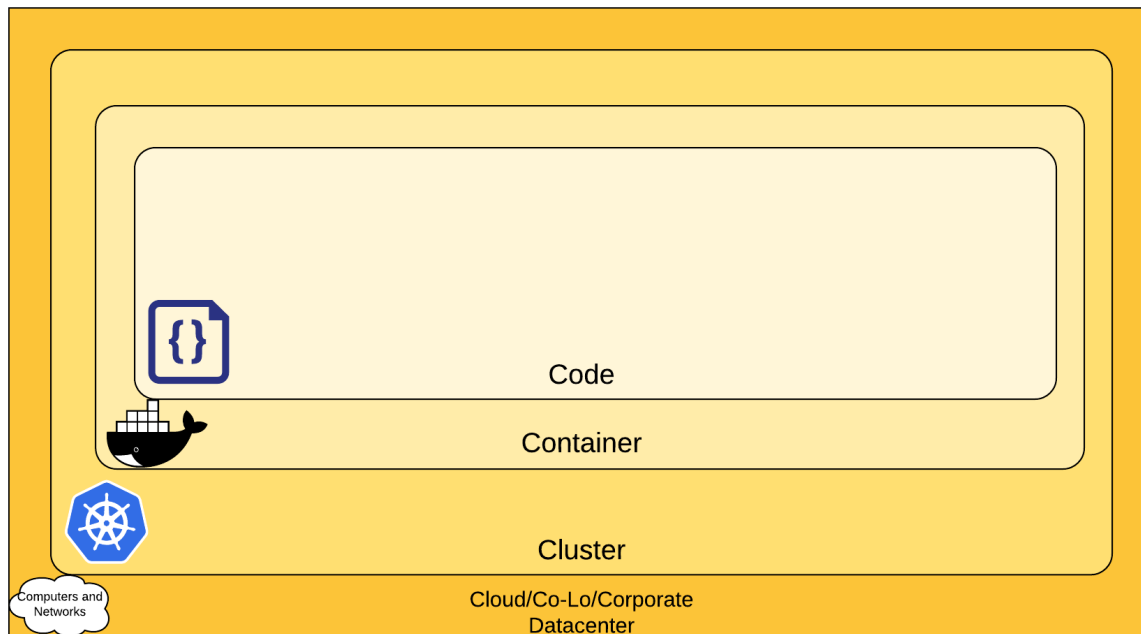 {}
Code
Container
Cluster
Computers and
Networks
Cloud/Co-Lo/Corporate
Datacenter